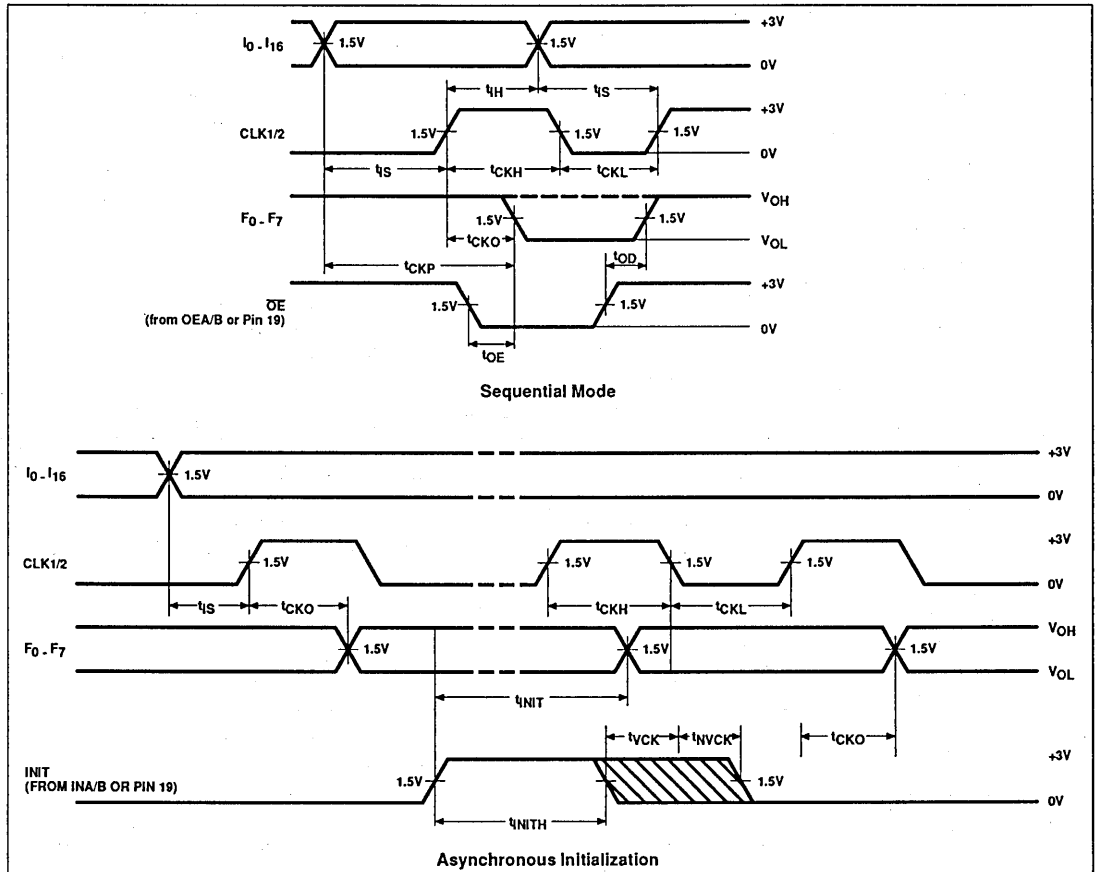 +3V
I0 - I16
1.5V
1.5V
0V
tIH
tIS
+3V
CLK1/2
1.5V
1.5V
1.5V
0V
tIS
tCKH
tCKL
VOH
F0 - F7
1.5V
1.5V
VOL
tCKO
tOD
tCKP
+3V
OE
(from OEA/B or Pin 19)
1.5V
1.5V
0V
tOE
Sequential Mode
+3V
I0 - I16
1.5V
0V
+3V
CLK1/2
1.5V
1.5V
1.5V
1.5V
0V
tIS
tCKO
tCKH
tCKL
VOH
F0 - F7
1.5V
1.5V
1.5V
VOL
tINIT
tVCK
tNVCK
tCKO
+3V
INIT
(FROM INA/B OR PIN 19)
1.5V
1.5V
0V
tINITH
Asynchronous Initialization